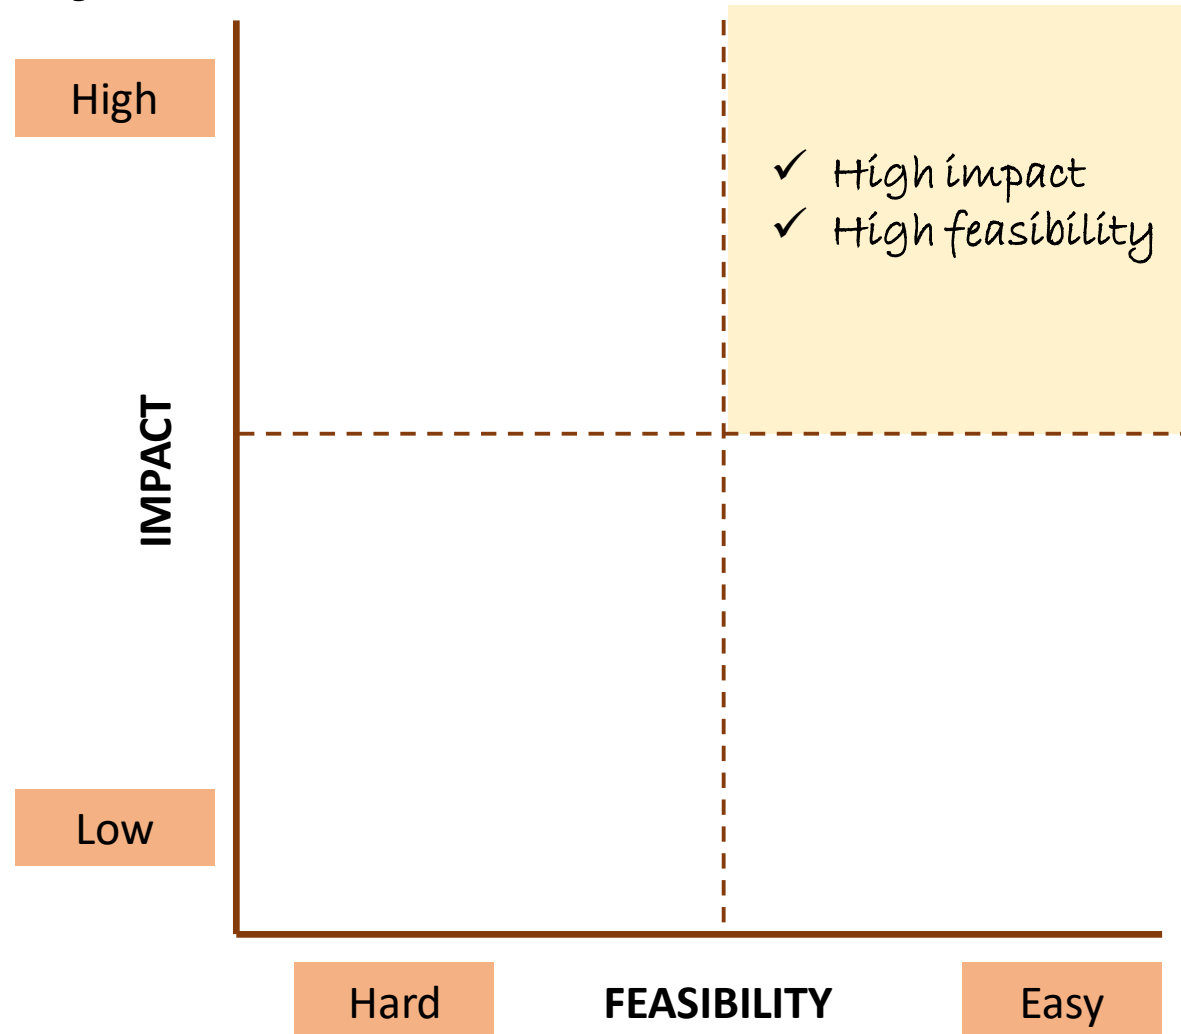 High
✓ High impact
✓ High feasibility
IMPACT
Low
Hard
FEASIBILITY
Easy